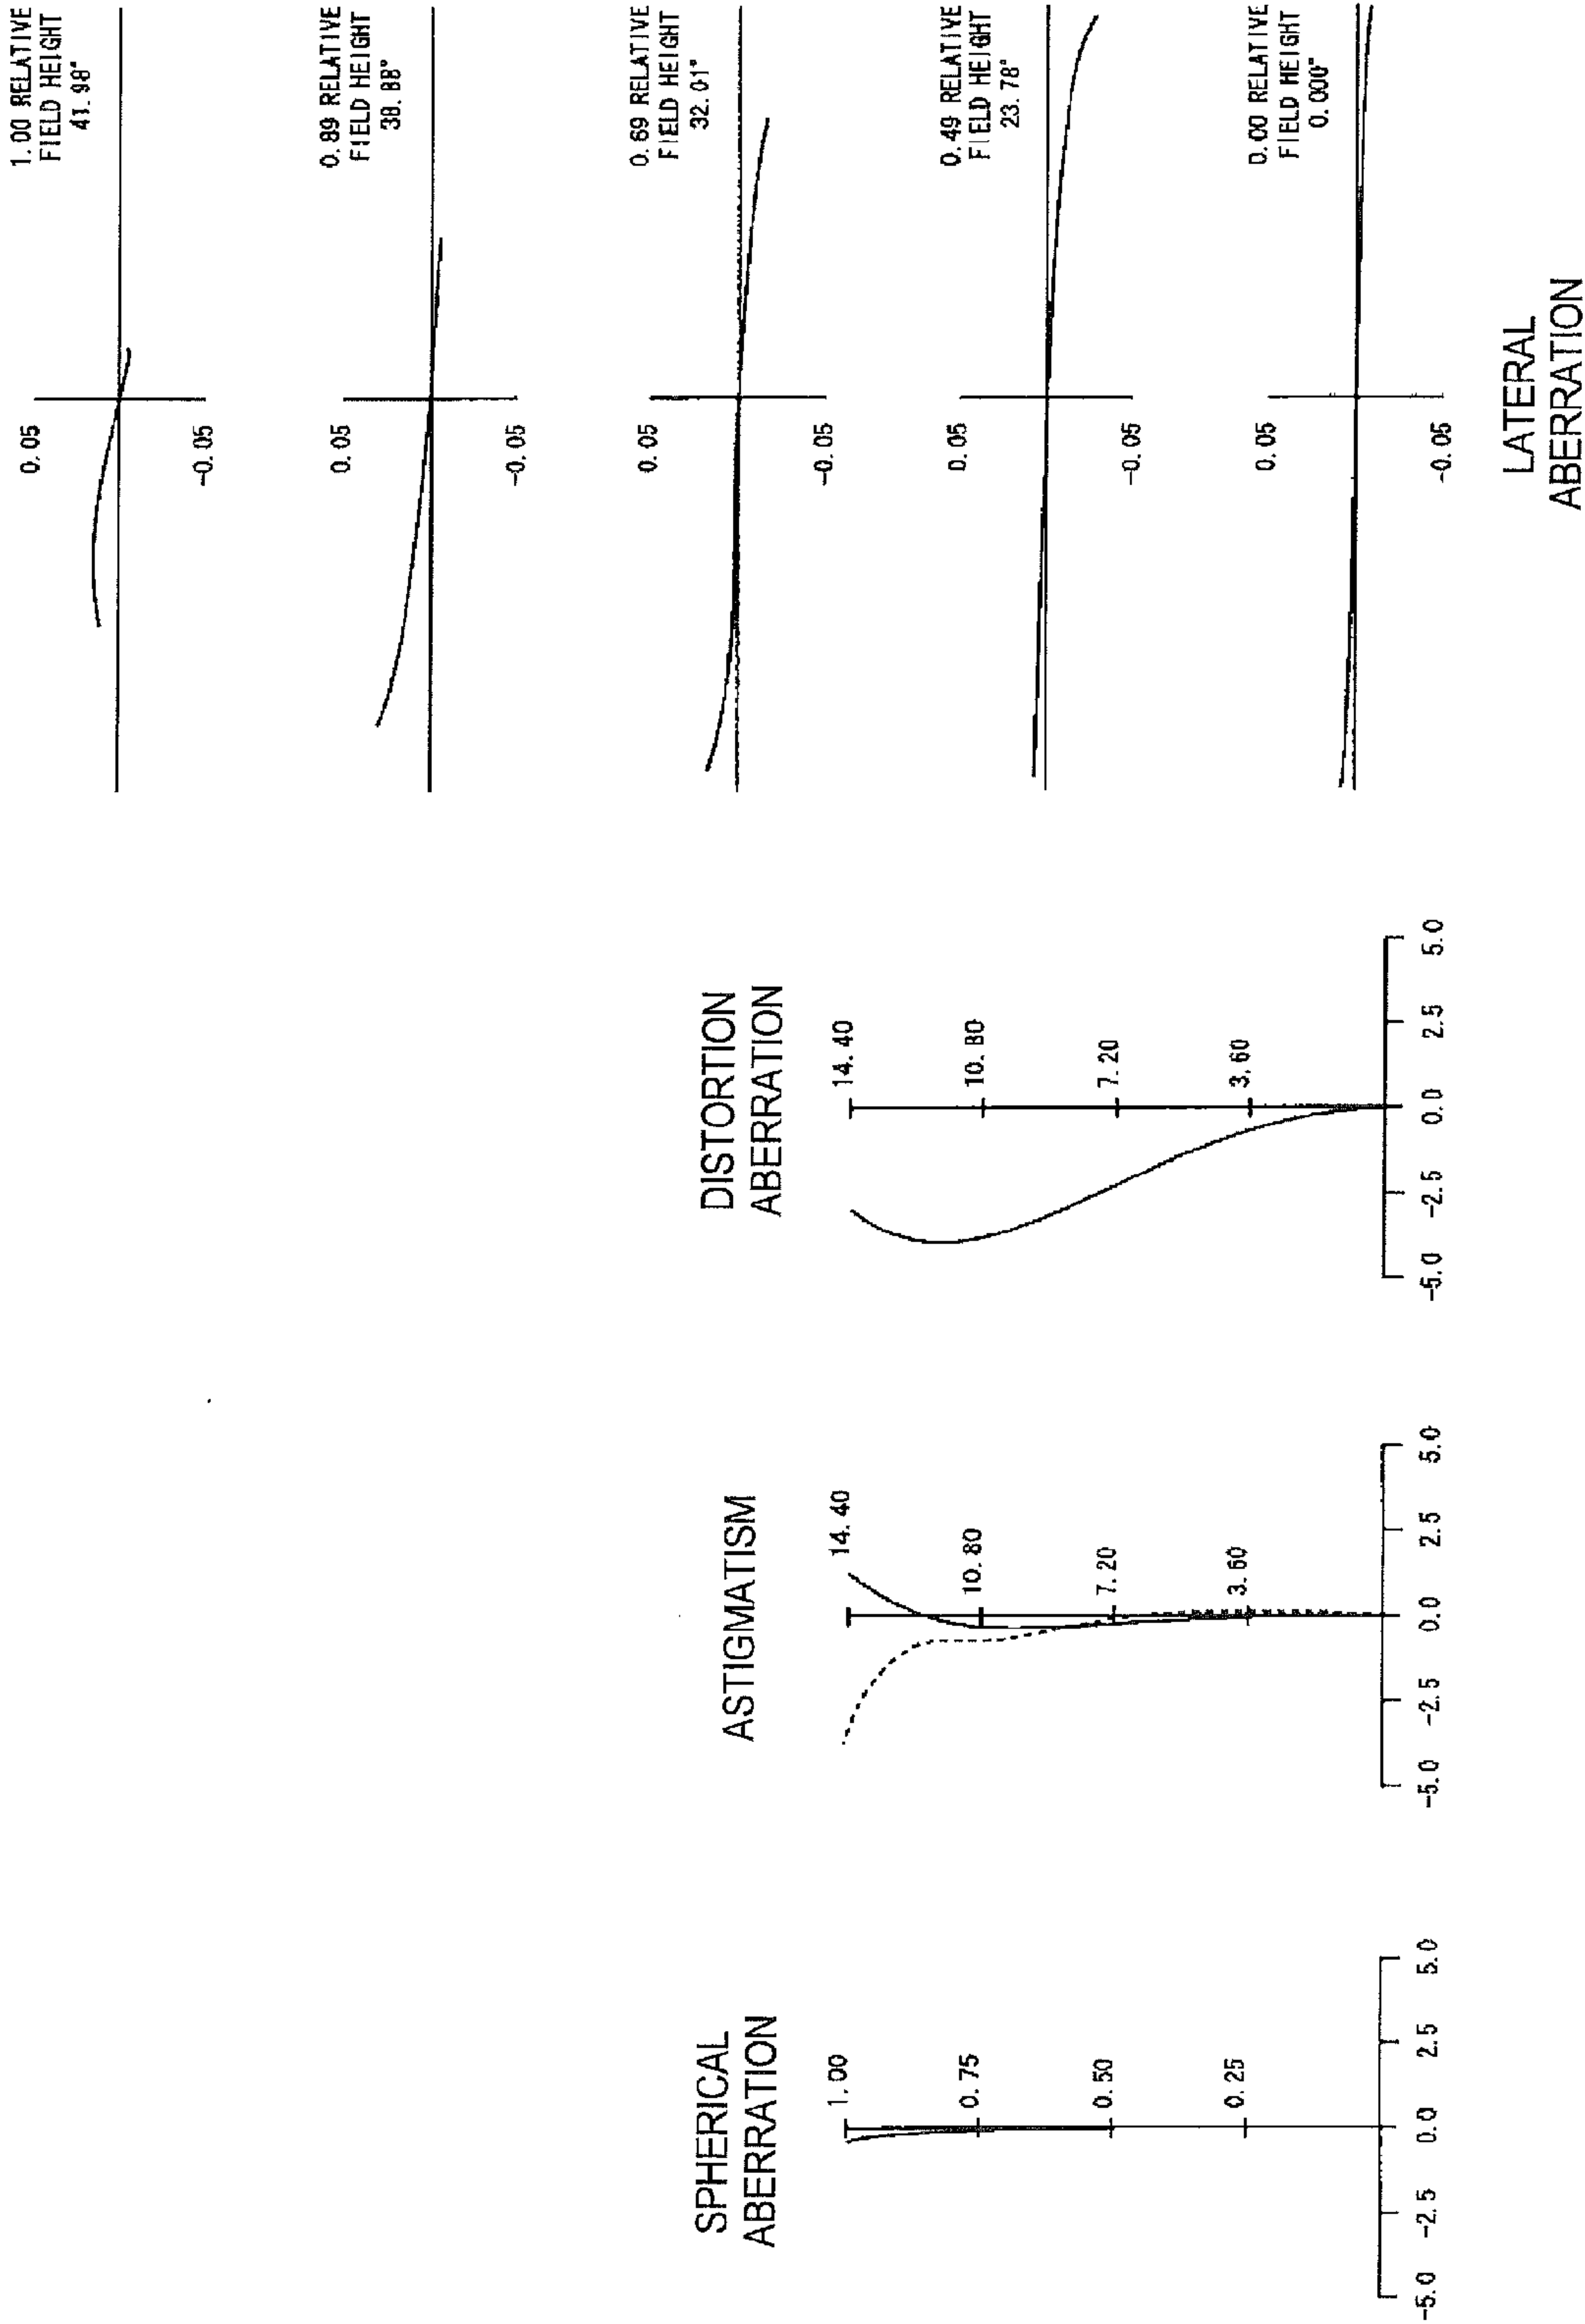 SPHERICAL
ABERRATION
1.00
0.75
0.50
0.25
-5.0 -2.5 0.0 2.5 5.0
ASTIGMATISM
14.40
10.80
7.20
3.60
-5.0 -2.5 0.0 2.5 5.0
DISTORTION
ABERRATION
14.40
10.80
7.20
3.60
-5.0 -2.5 0.0 2.5 5.0
1.00 RELATIVE
FIELD HEIGHT
41.98°
0.05
-0.05
0.89 RELATIVE
FIELD HEIGHT
38.88°
0.05
-0.05
0.69 RELATIVE
FIELD HEIGHT
32.01°
0.05
-0.05
0.49 RELATIVE
FIELD HEIGHT
23.78°
0.05
-0.05
0.00 RELATIVE
FIELD HEIGHT
0.000°
0.05
-0.05
LATERAL
ABERRATION